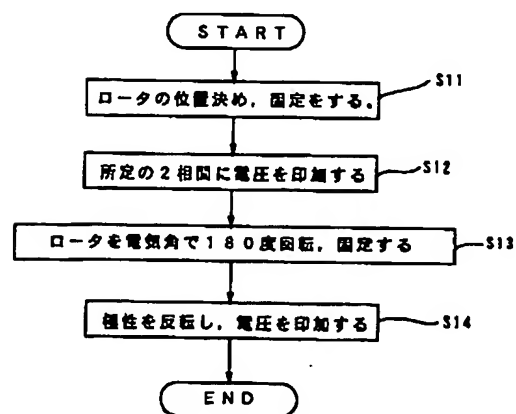 START
ロータの位置決め,固定をする。
S11
所定の2相間に電圧を印加する
S12
ロータを電気角で180度回転,固定する
S13
極性を反転し,電圧を印加する
S14
END